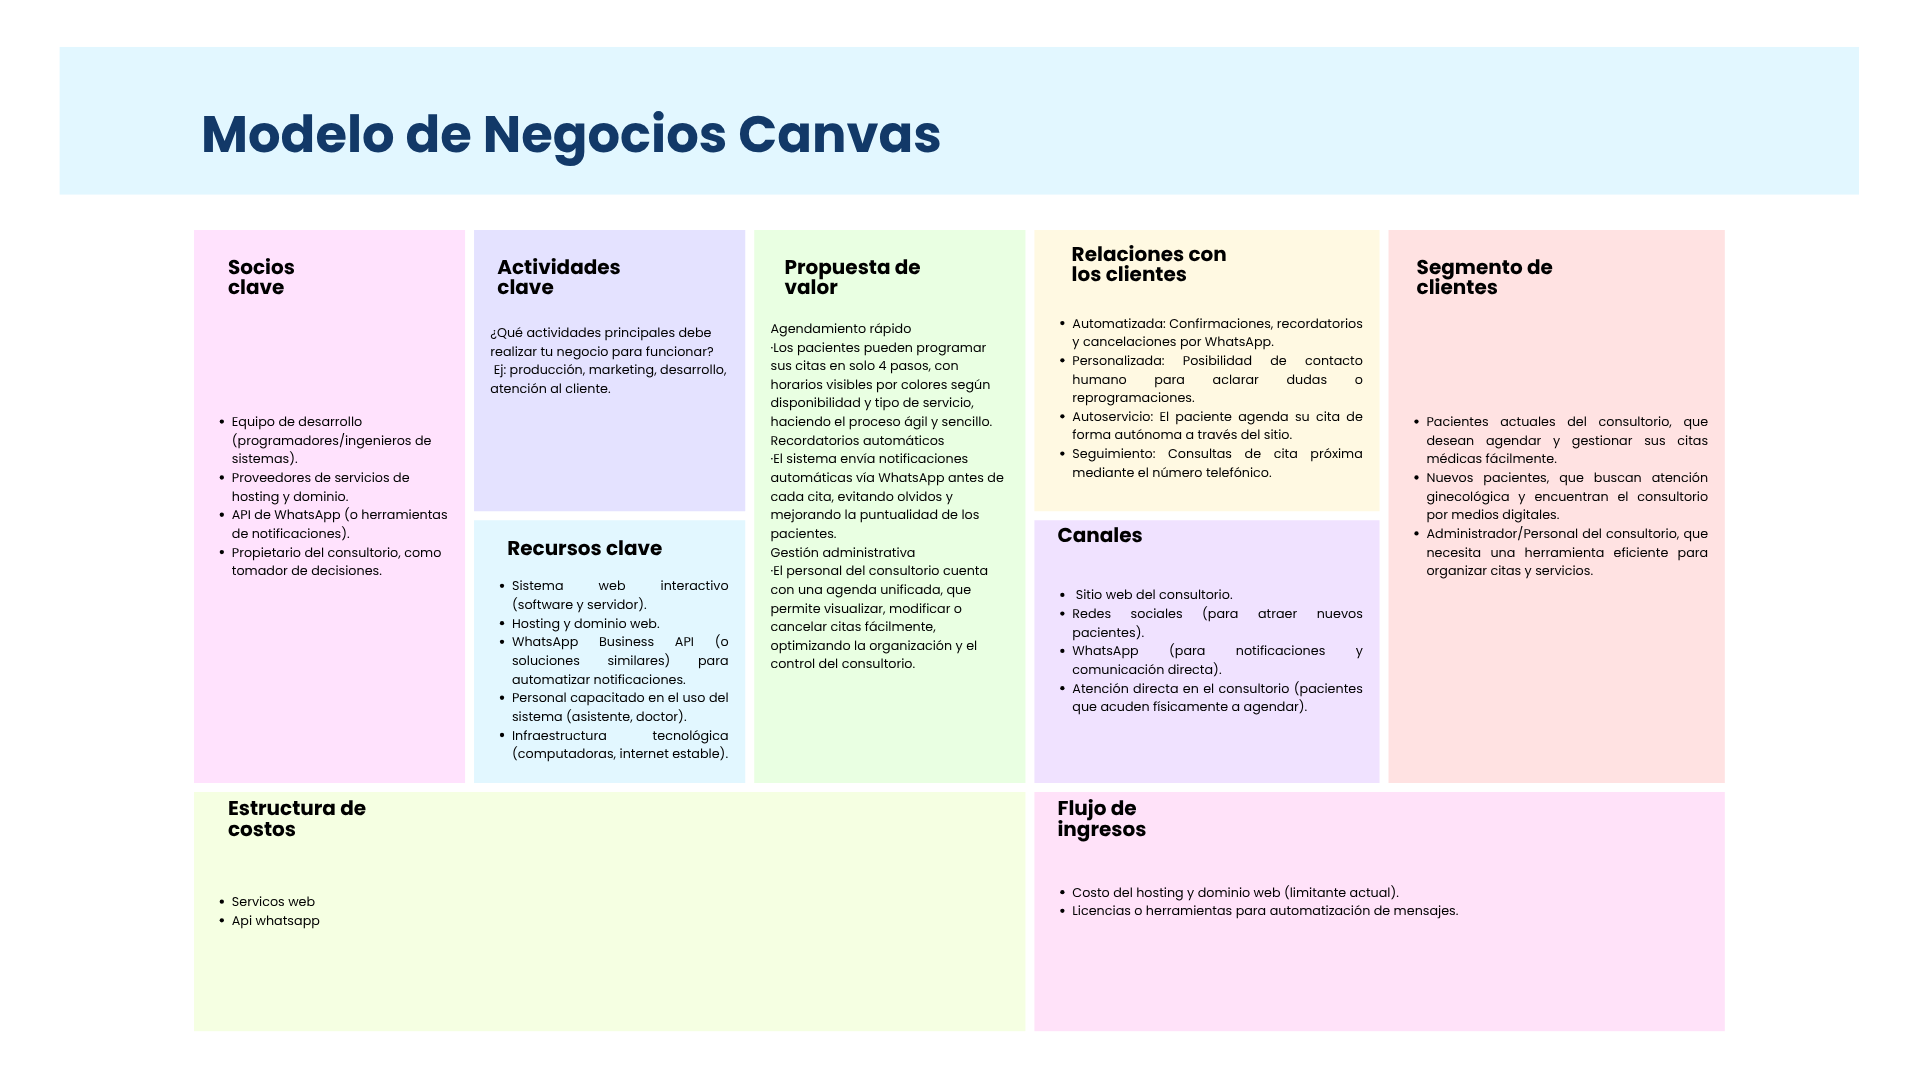 Modelo de Negocios Canvas
Socios
clave
• Equipo de desarrollo
(programadores/ingenieros de
sistemas).
• Proveedores de servicios de
hosting y dominio.
• API de WhatsApp (o herramientas
de notificaciones).
• Propietario del consultorio, como
tomador de decisiones.
Actividades
clave
¿Qué actividades principales debe
realizar tu negocio para funcionar?
Ej: producción, marketing, desarrollo,
atención al cliente.
Recursos clave
• Sistema web interactivo
(software y servidor).
• Hosting y dominio web.
• WhatsApp Business API (o
soluciones similares) para
automatizar notificaciones.
• Personal capacitado en el uso del
sistema (asistente, doctor).
• Infraestructura tecnológica
(computadoras, internet estable).
Propuesta de
valor
Agendamiento rápido
·Los pacientes pueden programar
sus citas en solo 4 pasos, con
horarios visibles por colores según
disponibilidad y tipo de servicio,
haciendo el proceso ágil y sencillo.
Recordatorios automáticos
·El sistema envía notificaciones
automáticas vía WhatsApp antes de
cada cita, evitando olvidos y
mejorando la puntualidad de los
pacientes.
Gestión administrativa
·El personal del consultorio cuenta
con una agenda unificada, que
permite visualizar, modificar o
cancelar citas fácilmente,
optimizando la organización y el
control del consultorio.
Relaciones con
los clientes
• Automatizada: Confirmaciones, recordatorios
y cancelaciones por WhatsApp.
• Personalizada: Posibilidad de contacto
humano para aclarar dudas o
reprogramaciones.
• Autoservicio: El paciente agenda su cita de
forma autónoma a través del sitio.
• Seguimiento: Consultas de cita próxima
mediante el número telefónico.
Canales
• Sitio web del consultorio.
• Redes sociales (para atraer nuevos
pacientes).
• WhatsApp (para notificaciones y
comunicación directa).
• Atención directa en el consultorio (pacientes
que acuden físicamente a agendar).
Segmento de
clientes
• Pacientes actuales del consultorio, que
desean agendar y gestionar sus citas
médicas fácilmente.
• Nuevos pacientes, que buscan atención
ginecológica y encuentran el consultorio
por medios digitales.
• Administrador/Personal del consultorio, que
necesita una herramienta eficiente para
organizar citas y servicios.
Estructura de
costos
• Servicos web
• Api whatsapp
Flujo de
ingresos
• Costo del hosting y dominio web (limitante actual).
• Licencias o herramientas para automatización de mensajes.